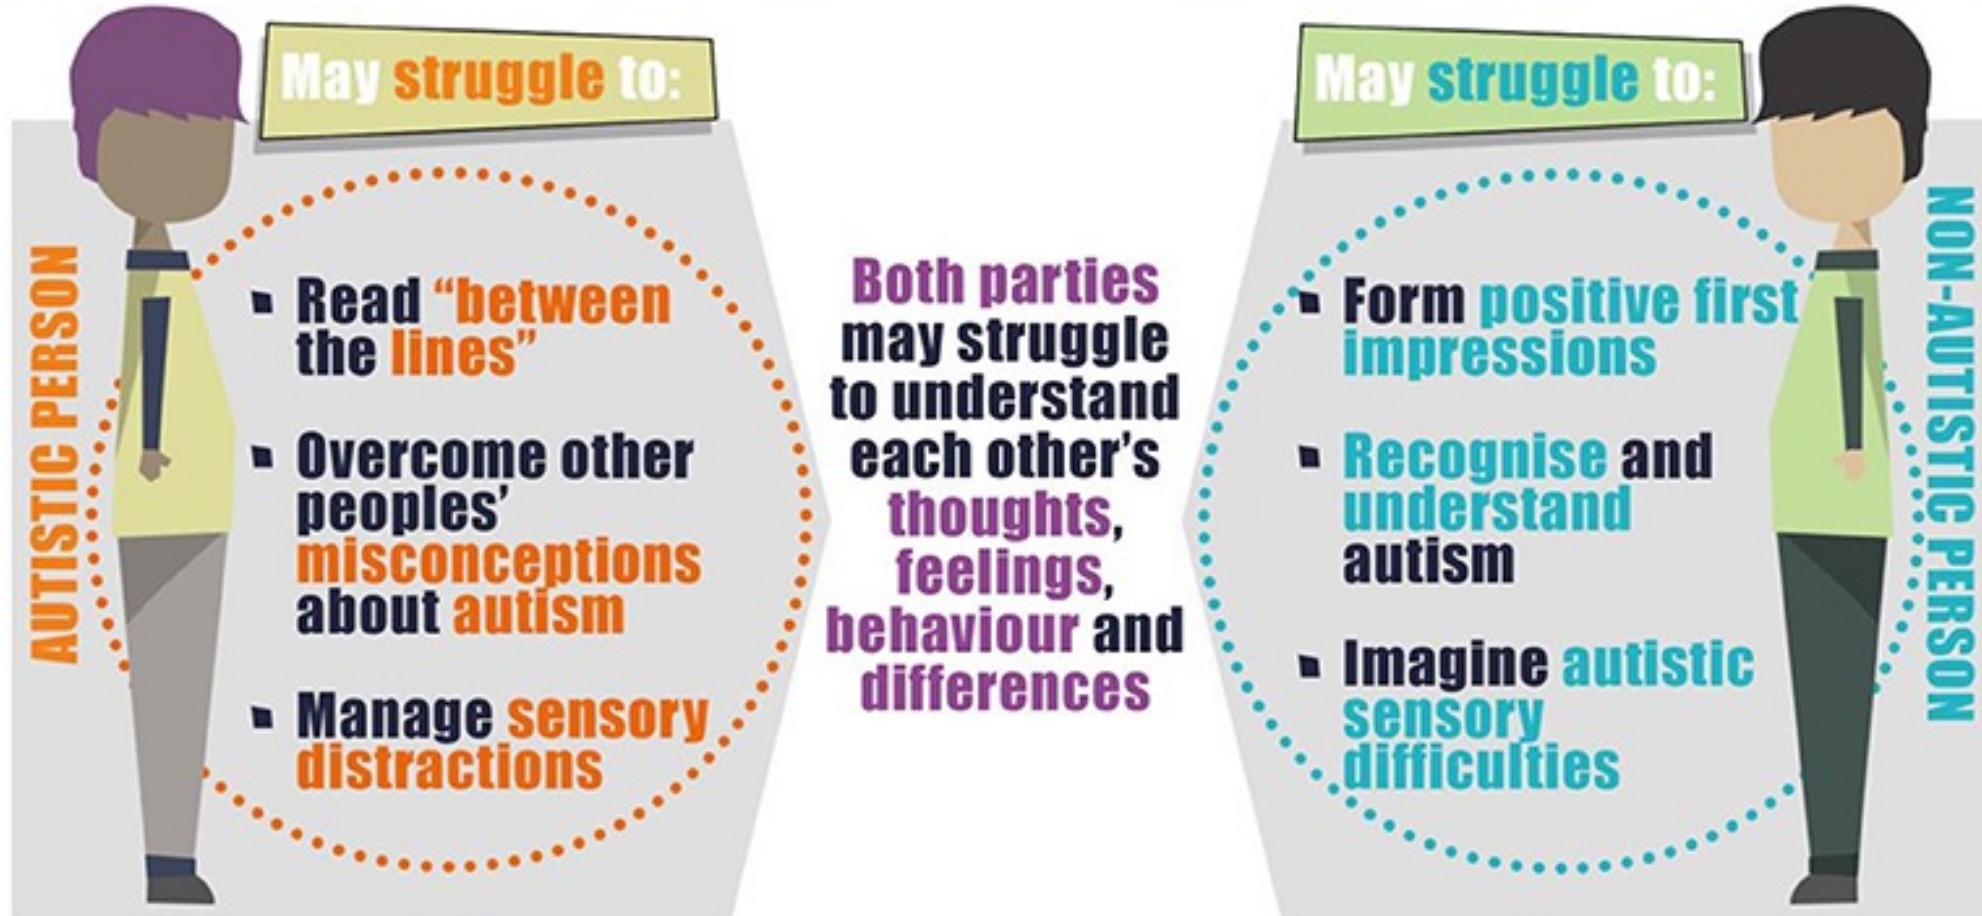 AUTISTIC PERSON
May struggle to:
▪ Read “between
the lines”
▪ Overcome other
peoples’
misconceptions
about autism
▪ Manage sensory
distractions
Both parties
may struggle
to understand
each other’s
thoughts,
feelings,
behaviour and
differences
May struggle to:
▪ Form positive first
impressions
▪ Recognise and
understand
autism
▪ Imagine autistic
sensory
difficulties
NON-AUTISTIC PERSON